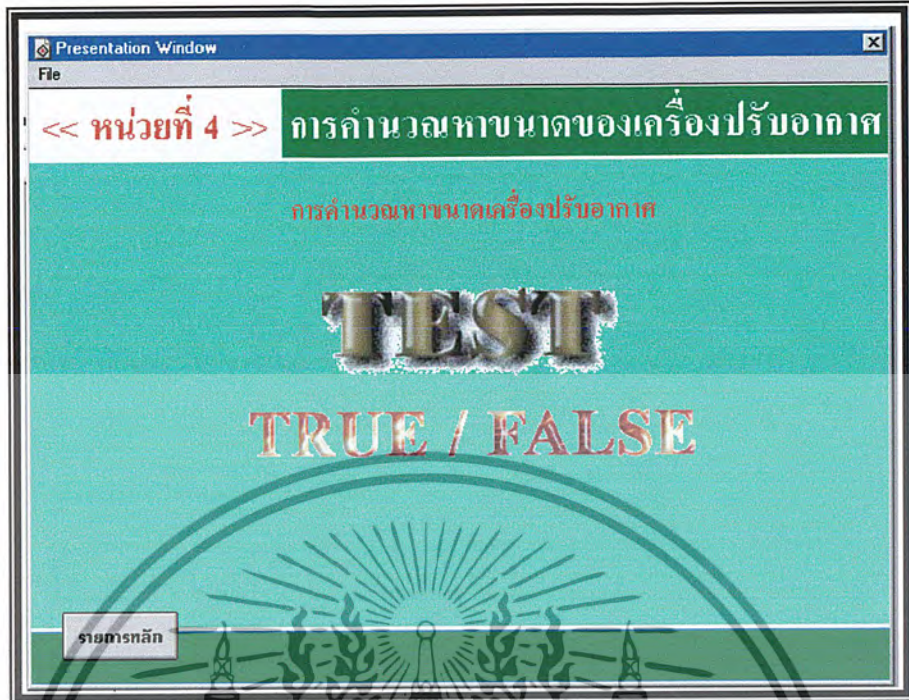 Presentation Window
File
<< หน่วยที่ 4 >> การคำนวณหาขนาดของเครื่องปรับอากาศ
การคำนวณหาขนาดเครื่องปรับอากาศ
TEST
TRUE / FALSE
รายการหลัก